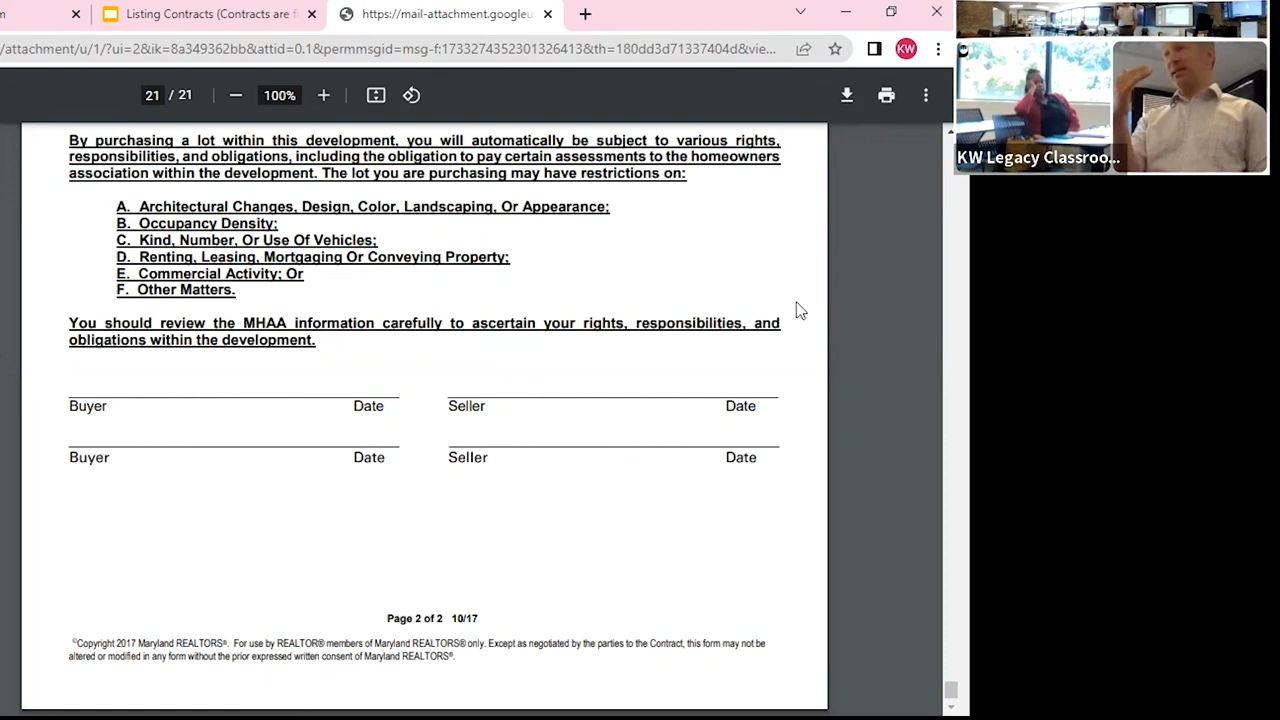 m
Listing Contracts (Contracts are f
https://mail-attachment.googleu
/attachment/u/1/?ui=2&ik=8a349362bb&attid=0.1&permmsgid=msg-f:1733274352301326413&th=180dd3d71337404d&vie...
KW
21 / 21
100%
KW Legacy Classroo...
By purchasing a lot within this development, you will automatically be subject to various rights,
responsibilities, and obligations, including the obligation to pay certain assessments to the homeowners
association within the development. The lot you are purchasing may have restrictions on:
A. Architectural Changes, Design, Color, Landscaping, Or Appearance;
B. Occupancy Density;
C. Kind, Number, Or Use Of Vehicles;
D. Renting, Leasing, Mortgaging Or Conveying Property;
E. Commercial Activity; Or
F. Other Matters.
You should review the MHAA information carefully to ascertain your rights, responsibilities, and
obligations within the development.
Buyer Date Seller Date
Buyer Date Seller Date
Page 2 of 2 10/17
©Copyright 2017 Maryland REALTORS®. For use by REALTOR® members of Maryland REALTORS® only. Except as negotiated by the parties to the Contract, this form may not be
altered or modified in any form without the prior expressed written consent of Maryland REALTORS®.